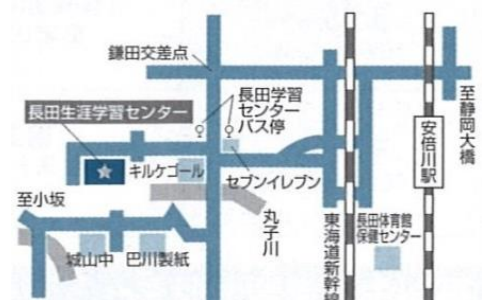 鎌田交差点
長田学習
センター
バス停
長田生涯学習センター
至静岡大橋
安倍川駅
キルケゴール
セブンイレブン
至小坂
丸子川
東海道新幹線
長田体育館
保健センター
城山中
巴川製紙